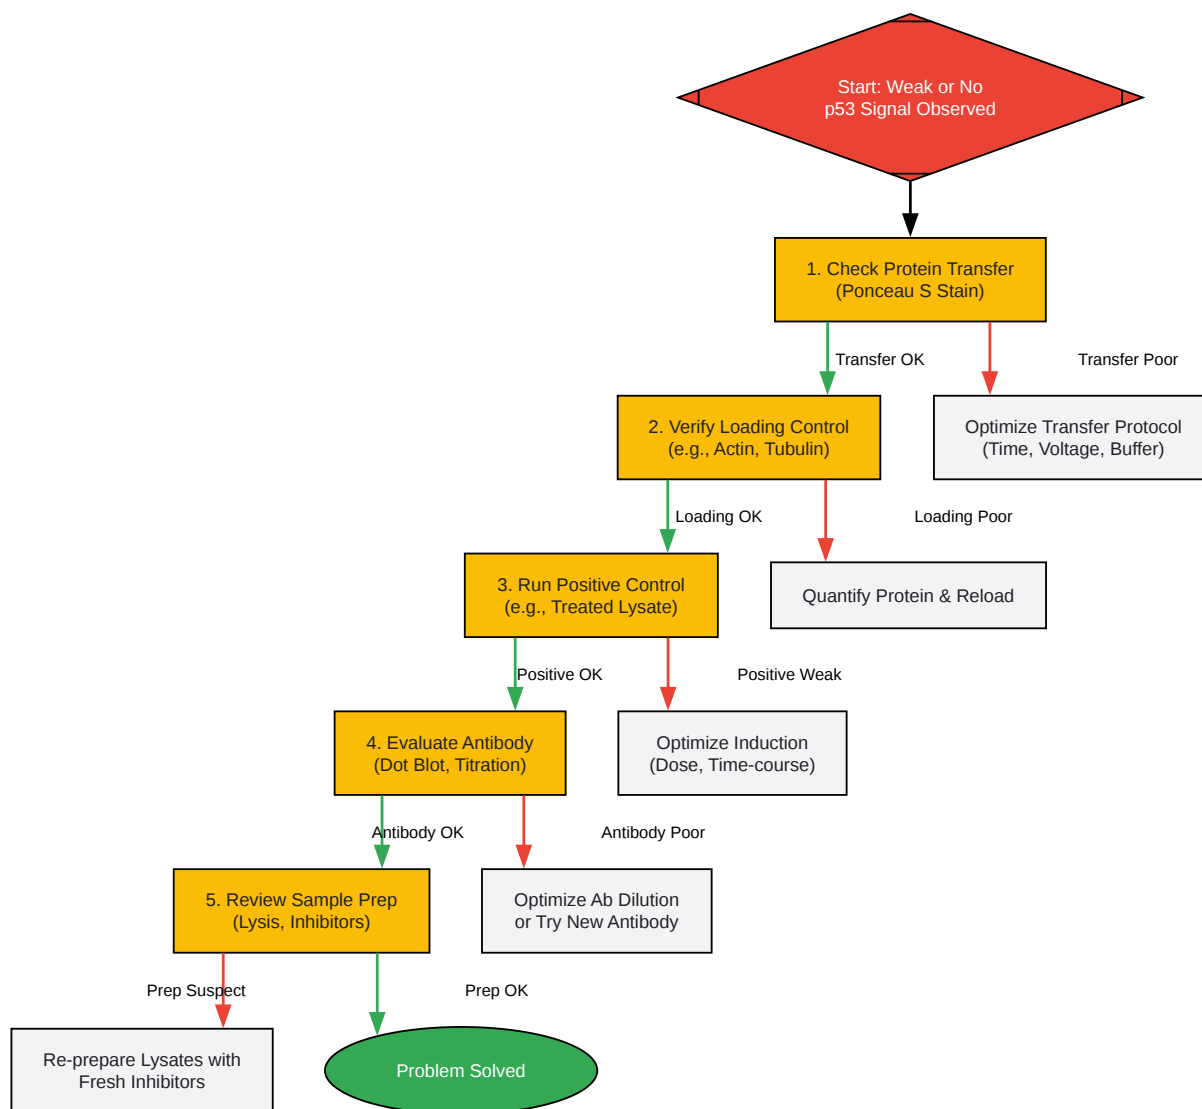 Start: Weak or No
p53 Signal Observed
1. Check Protein Transfer
(Ponceau S Stain)
Transfer OK
Transfer Poor
2. Verify Loading Control
(e.g., Actin, Tubulin)
Optimize Transfer Protocol
(Time, Voltage, Buffer)
Loading OK
Loading Poor
3. Run Positive Control
(e.g., Treated Lysate)
Quantify Protein & Reload
Positive OK
Positive Weak
4. Evaluate Antibody
(Dot Blot, Titration)
Optimize Induction
(Dose, Time-course)
Antibody OK
Antibody Poor
5. Review Sample Prep
(Lysis, Inhibitors)
Optimize Ab Dilution
or Try New Antibody
Prep Suspect
Prep OK
Re-prepare Lysates with
Fresh Inhibitors
Problem Solved